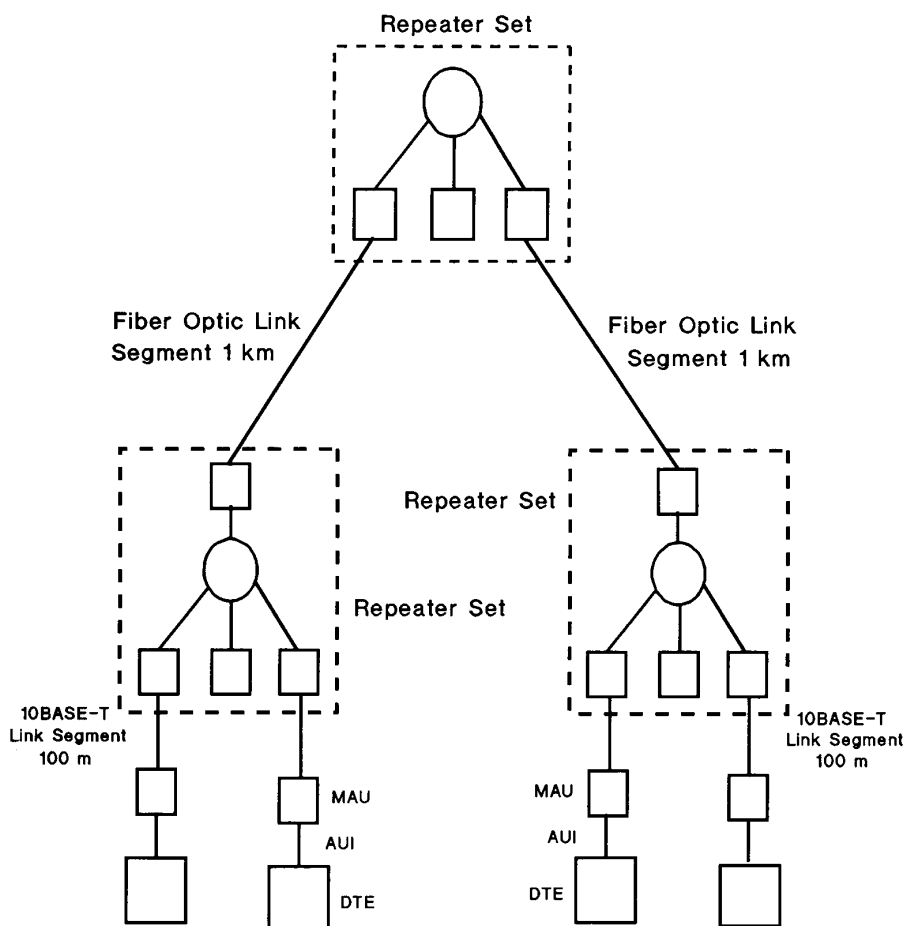 Repeater Set
Fiber Optic Link
Segment 1 km
Fiber Optic Link
Segment 1 km
Repeater Set
Repeater Set
10BASE-T
Link Segment
100 m
10BASE-T
Link Segment
100 m
MAU
MAU
AUI
AUI
DTE
DTE